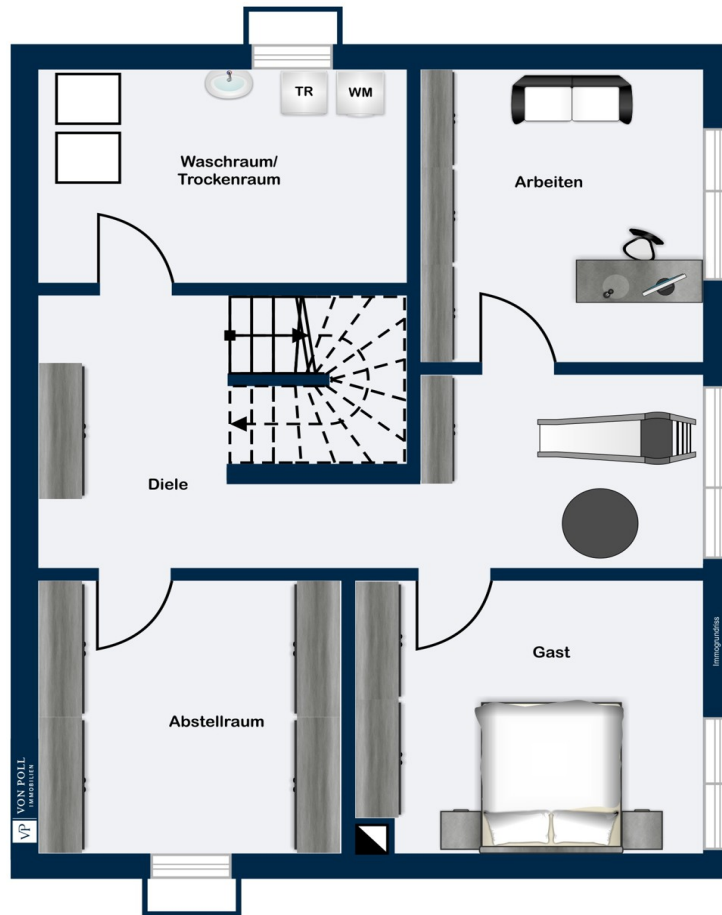 TR
WM
Waschraum/
Trockenraum
Arbeiten
Diele
Gast
Immogrundriss
Abstellraum
VP
VON POLL
IMMOBILIEN